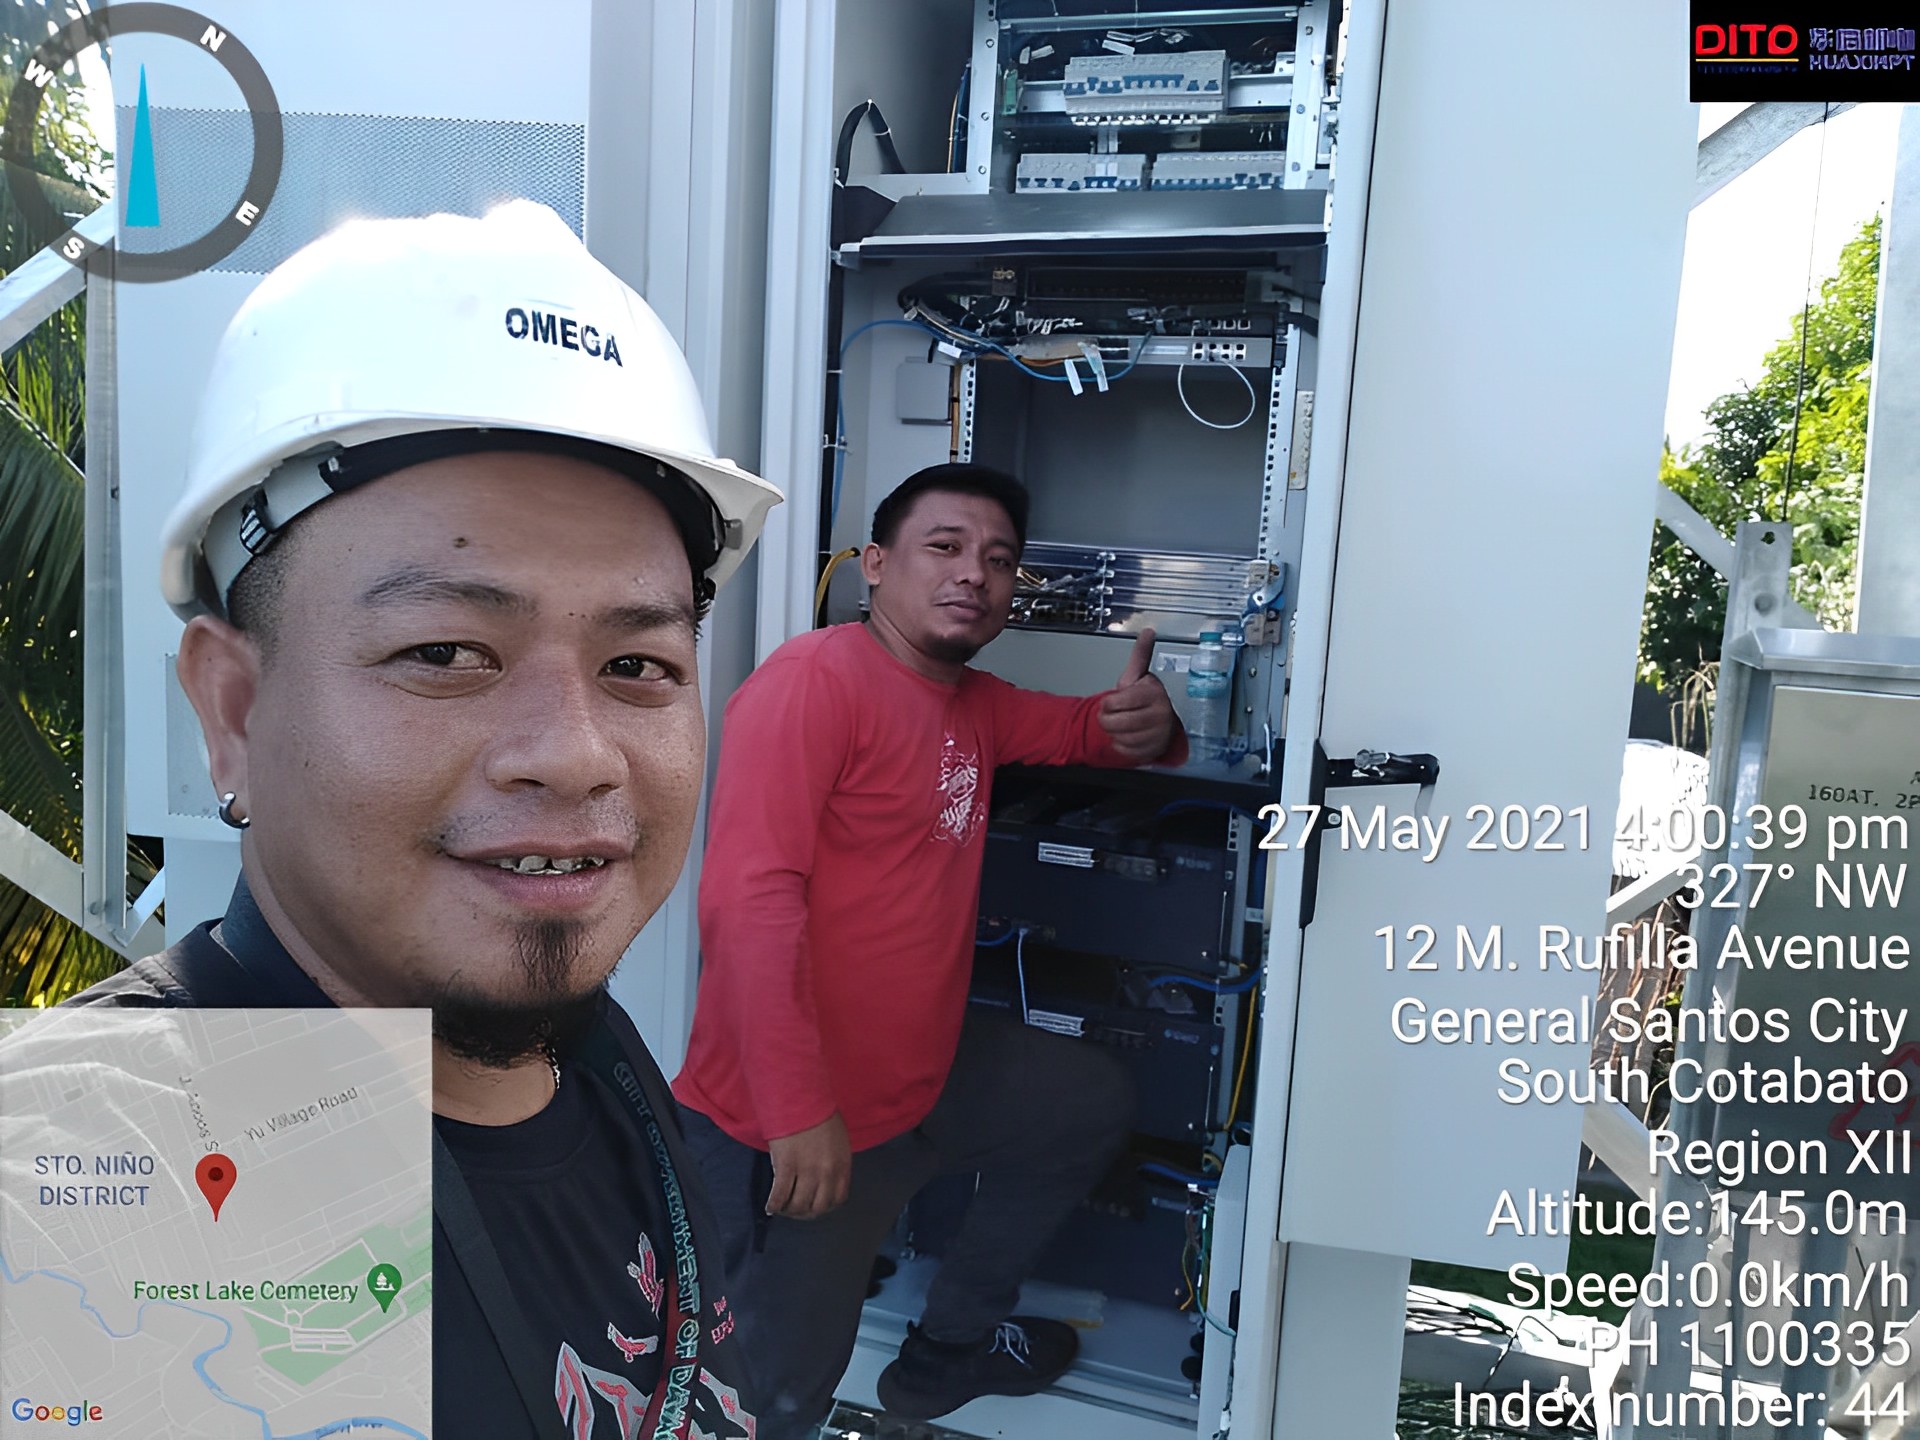 N
W
E
S
DITO
OMEGA
160AT, 2P
27 May 2021 4:00:39 pm
327° NW
12 M. Rufilla Avenue
General Santos City
South Cotabato
Region XII
Altitude:145.0m
Speed:0.0km/h
PH 1100335
Index number: 44
Yu Village Road
STO. NIÑO
DISTRICT
Forest Lake Cemetery
Google